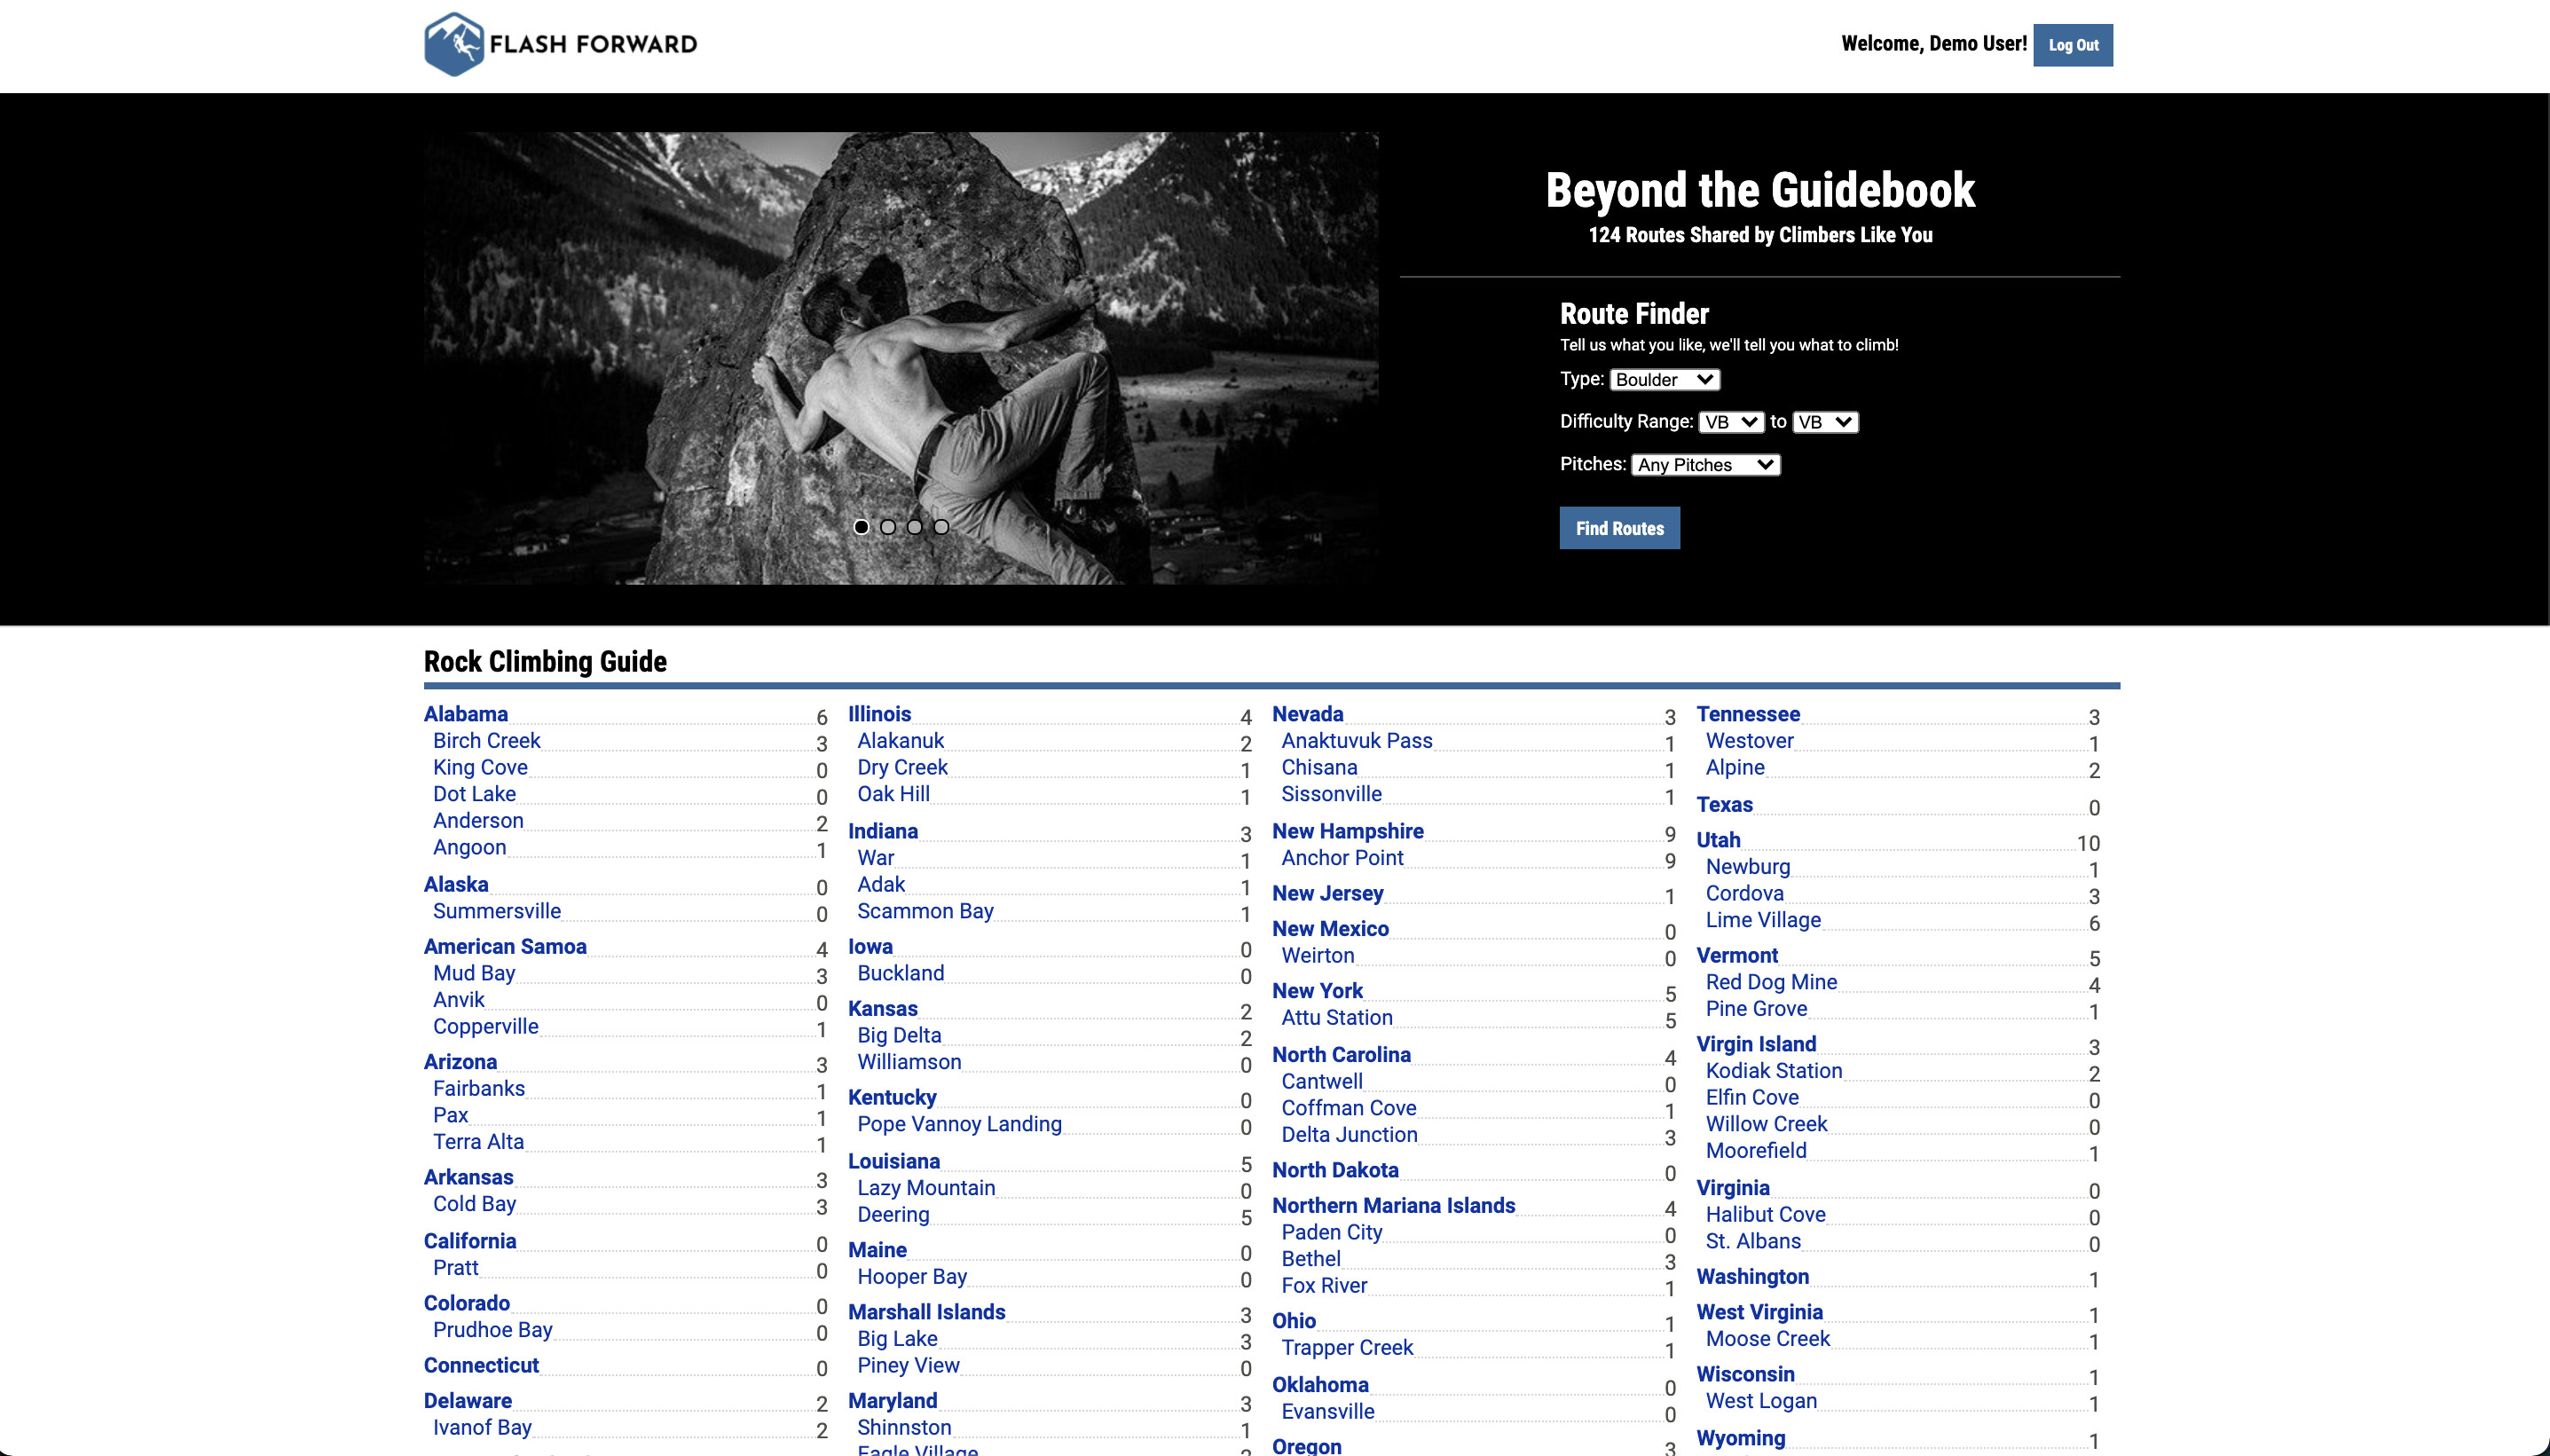 FLASH FORWARD
Welcome, Demo User!
Log Out
Beyond the Guidebook
124 Routes Shared by Climbers Like You
Route Finder
Tell us what you like, we'll tell you what to climb!
Type: Boulder
Difficulty Range: VB to VB
Pitches: Any Pitches
Find Routes
Rock Climbing Guide
Alabama 6
Birch Creek 3
King Cove 0
Dot Lake 0
Anderson 2
Angoon 1
Alaska 0
Summersville 0
American Samoa 4
Mud Bay 3
Anvik 0
Copperville 1
Arizona 3
Fairbanks 1
Pax 1
Terra Alta 1
Arkansas 3
Cold Bay 3
California 0
Pratt 0
Colorado 0
Prudhoe Bay 0
Connecticut 0
Delaware 2
Ivanof Bay 2
Illinois 4
Alakanuk 2
Dry Creek 1
Oak Hill 1
Indiana 3
War 1
Adak 1
Scammon Bay 1
Iowa 0
Buckland 0
Kansas 2
Big Delta 2
Williamson 0
Kentucky 0
Pope Vannoy Landing 0
Louisiana 5
Lazy Mountain 0
Deering 5
Maine 0
Hooper Bay 0
Marshall Islands 3
Big Lake 3
Piney View 0
Maryland 3
Shinnston 1
Eagle Village
Nevada 3
Anaktuvuk Pass 1
Chisana 1
Sissonville 1
New Hampshire 9
Anchor Point 9
New Jersey 1
New Mexico 0
Weirton 0
New York 5
Attu Station 5
North Carolina 4
Cantwell 0
Coffman Cove 1
Delta Junction 3
North Dakota 0
Northern Mariana Islands 4
Paden City 0
Bethel 3
Fox River 1
Ohio 1
Trapper Creek 1
Oklahoma 0
Evansville 0
Oregon 3
Tennessee 3
Westover 1
Alpine 2
Texas 0
Utah 10
Newburg 1
Cordova 3
Lime Village 6
Vermont 5
Red Dog Mine 4
Pine Grove 1
Virgin Island 3
Kodiak Station 2
Elfin Cove 0
Willow Creek 0
Moorefield 1
Virginia 0
Halibut Cove 0
St. Albans 0
Washington 1
West Virginia 1
Moose Creek 1
Wisconsin 1
West Logan 1
Wyoming 1